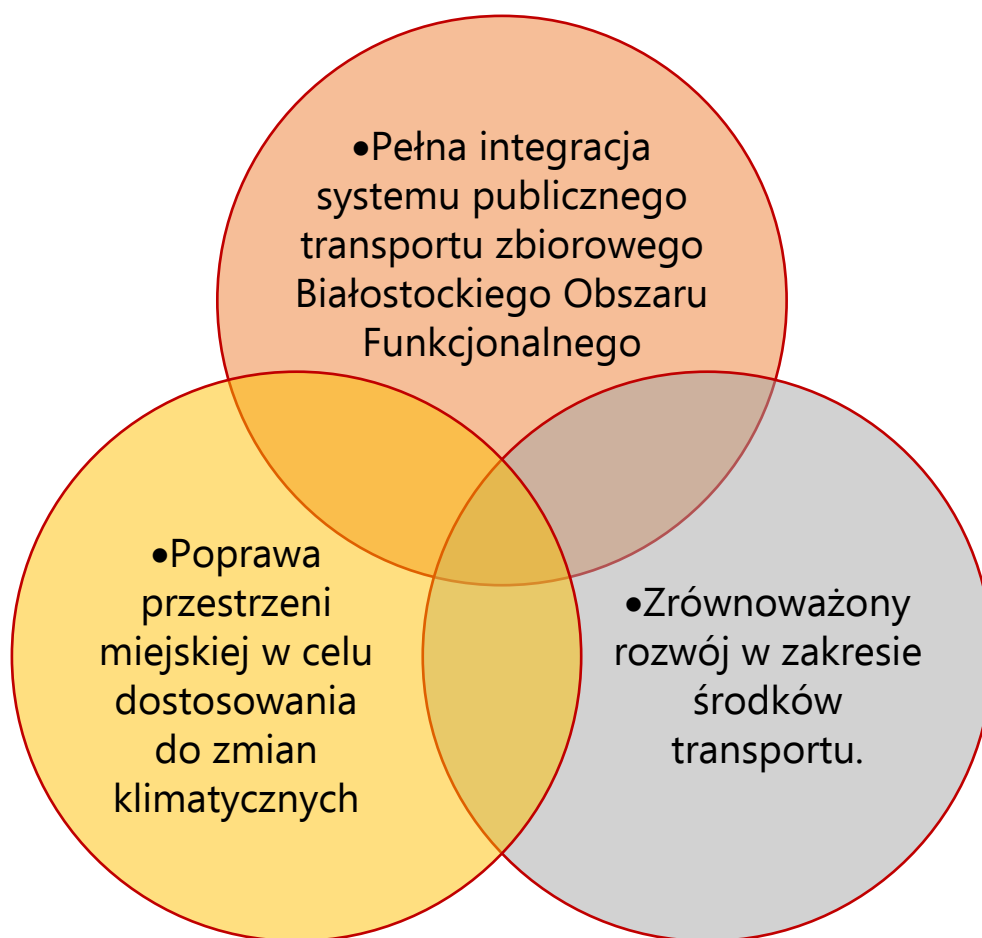 •Pełna integracja
systemu publicznego
transportu zbiorowego
Białostockiego Obszaru
Funkcjonalnego
•Poprawa
przestrzeni
miejskiej w celu
dostosowania
do zmian
klimatycznych
•Zrównoważony
rozwój w zakresie
środków
transportu.